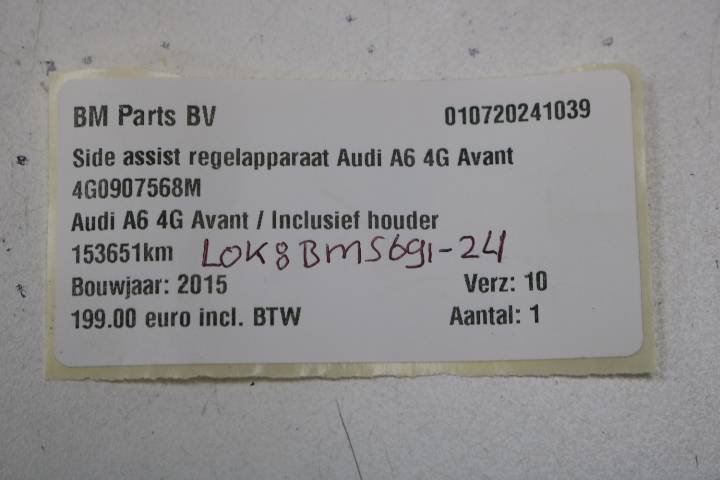 BM Parts BV 010720241039
Side assist regelapparaat Audi A6 4G Avant
4G0907568M
Audi A6 4G Avant / Inclusief houder
153651km LOK8BMS691-24
Bouwjaar: 2015 Verz: 10
199.00 euro incl. BTW Aantal: 1